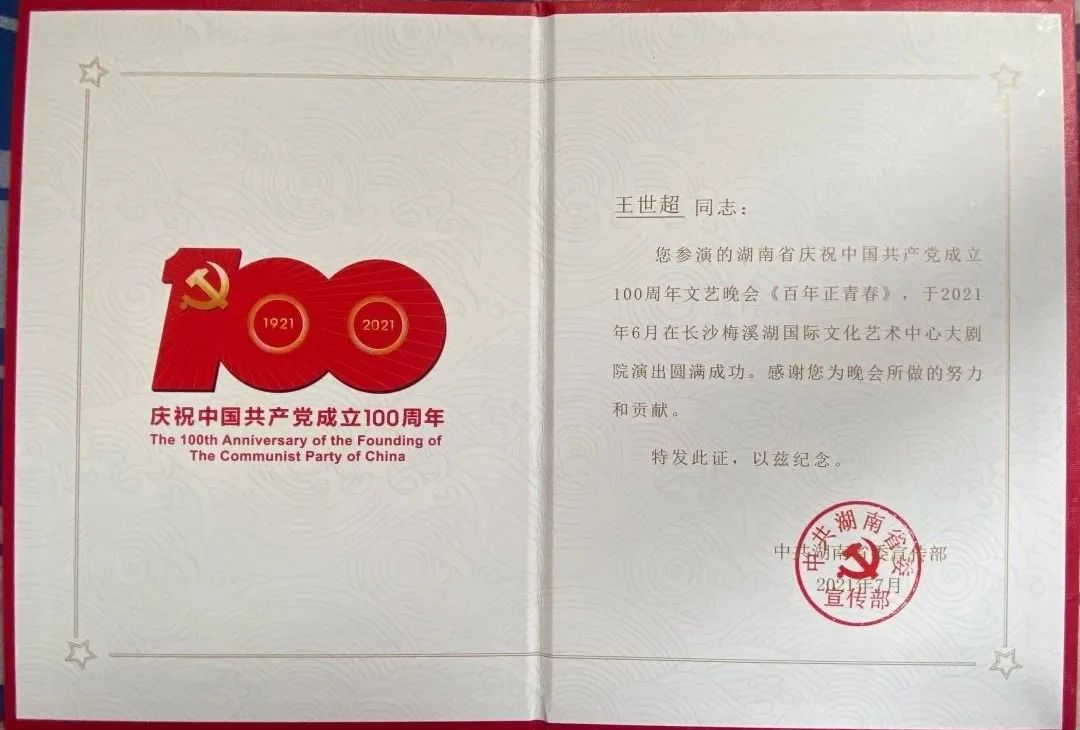 1921
2021
庆祝中国共产党成立100周年
The 100th Anniversary of the Founding of
The Communist Party of China
王世超 同志：
您参演的湖南省庆祝中国共产党成立
100周年文艺晚会《百年正青春》，于2021
年6月在长沙梅溪湖国际文化艺术中心大剧
院演出圆满成功。感谢您为晚会所做的努力
和贡献。
特发此证，以兹纪念。
中共湖南省委宣传部
2021年7月
中共湖南省委
宣传部